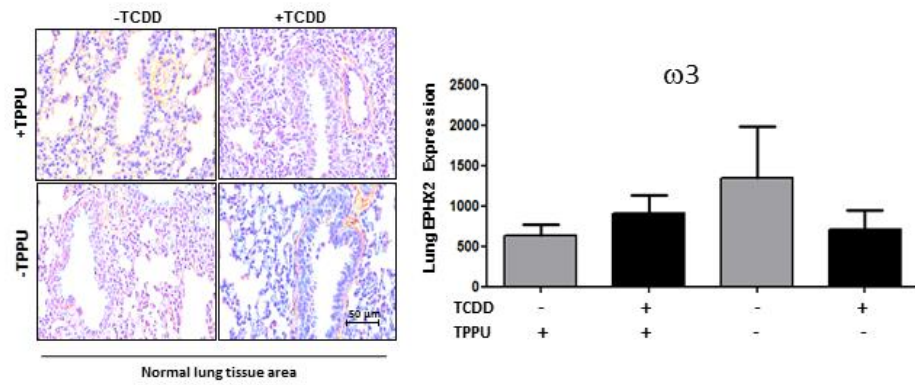 -TCDD +TCDD
+TPPU
-TPPU
50 μm
Normal lung tissue area
ω3
Lung EPHX2 Expression
2500
2000
1500
1000
500
0
TCDD - + - +
TPPU + + - -